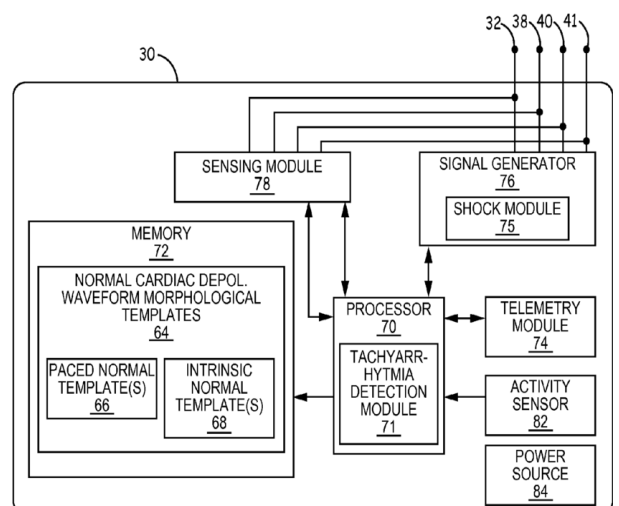 32
38
40
41
30
SENSING MODULE
78
SIGNAL GENERATOR
76
SHOCK MODULE
75
MEMORY
72
NORMAL CARDIAC DEPOL.
WAVEFORM MORPHOLOGICAL
TEMPLATES
64
PACED NORMAL
TEMPLATE(S)
66
INTRINSIC
NORMAL
TEMPLATE(S)
68
PROCESSOR
70
TACHYARR-
HYTMIA
DETECTION
MODULE
71
TELEMETRY
MODULE
74
ACTIVITY
SENSOR
82
POWER
SOURCE
84